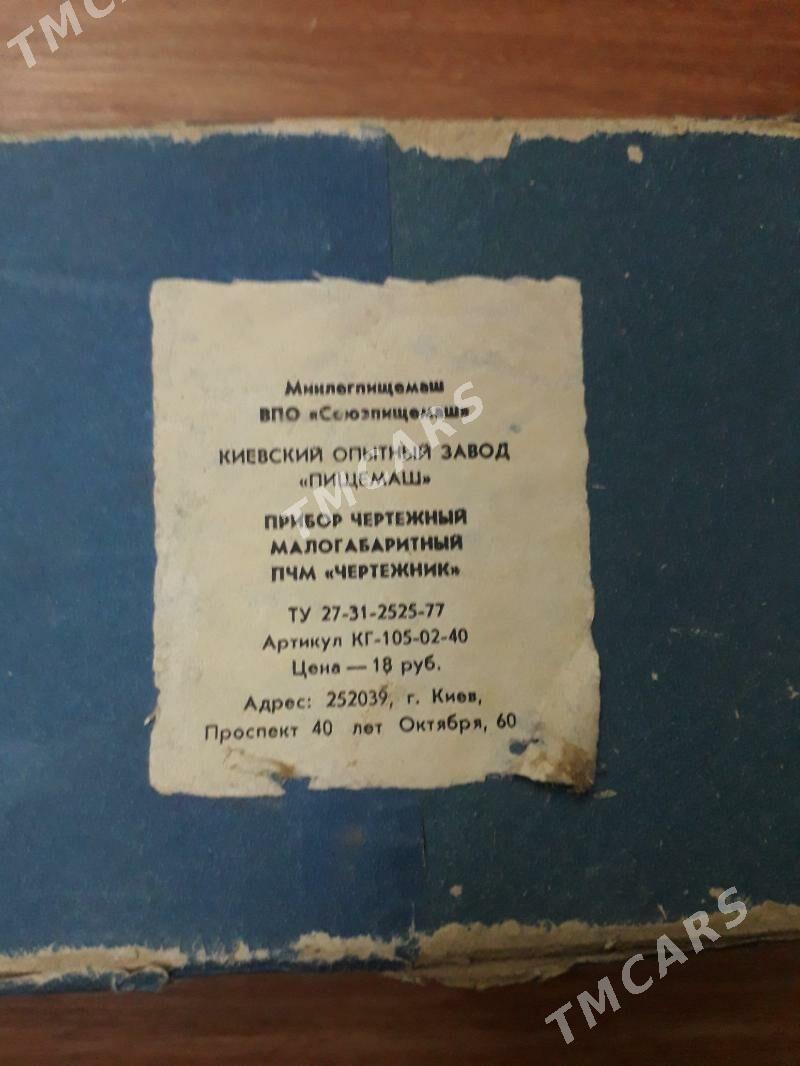 TMCARS
Минлегпищемаш
ВПО «Союзпищемаш»
КИЕВСКИЙ ОПЫТНЫЙ ЗАВОД
«ПИЩЕМАШ»
TMCARS
ПРИБОР ЧЕРТЕЖНЫЙ
МАЛОГАБАРИТНЫЙ
ПЧМ «ЧЕРТЕЖНИК»
ТУ 27-31-2525-77
Артикул КГ-105-02-40
Цена — 18 руб.
Адрес: 252039, г. Киев,
Проспект 40 лет Октября, 60
TMCARS